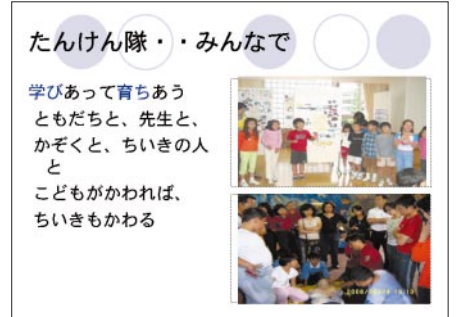 たんけん隊・・みんなで
学びあって育ちあう
ともだちと、先生と、
かぞくと、ちいきの人
と
こどもがかわれば、
ちいきもかわる